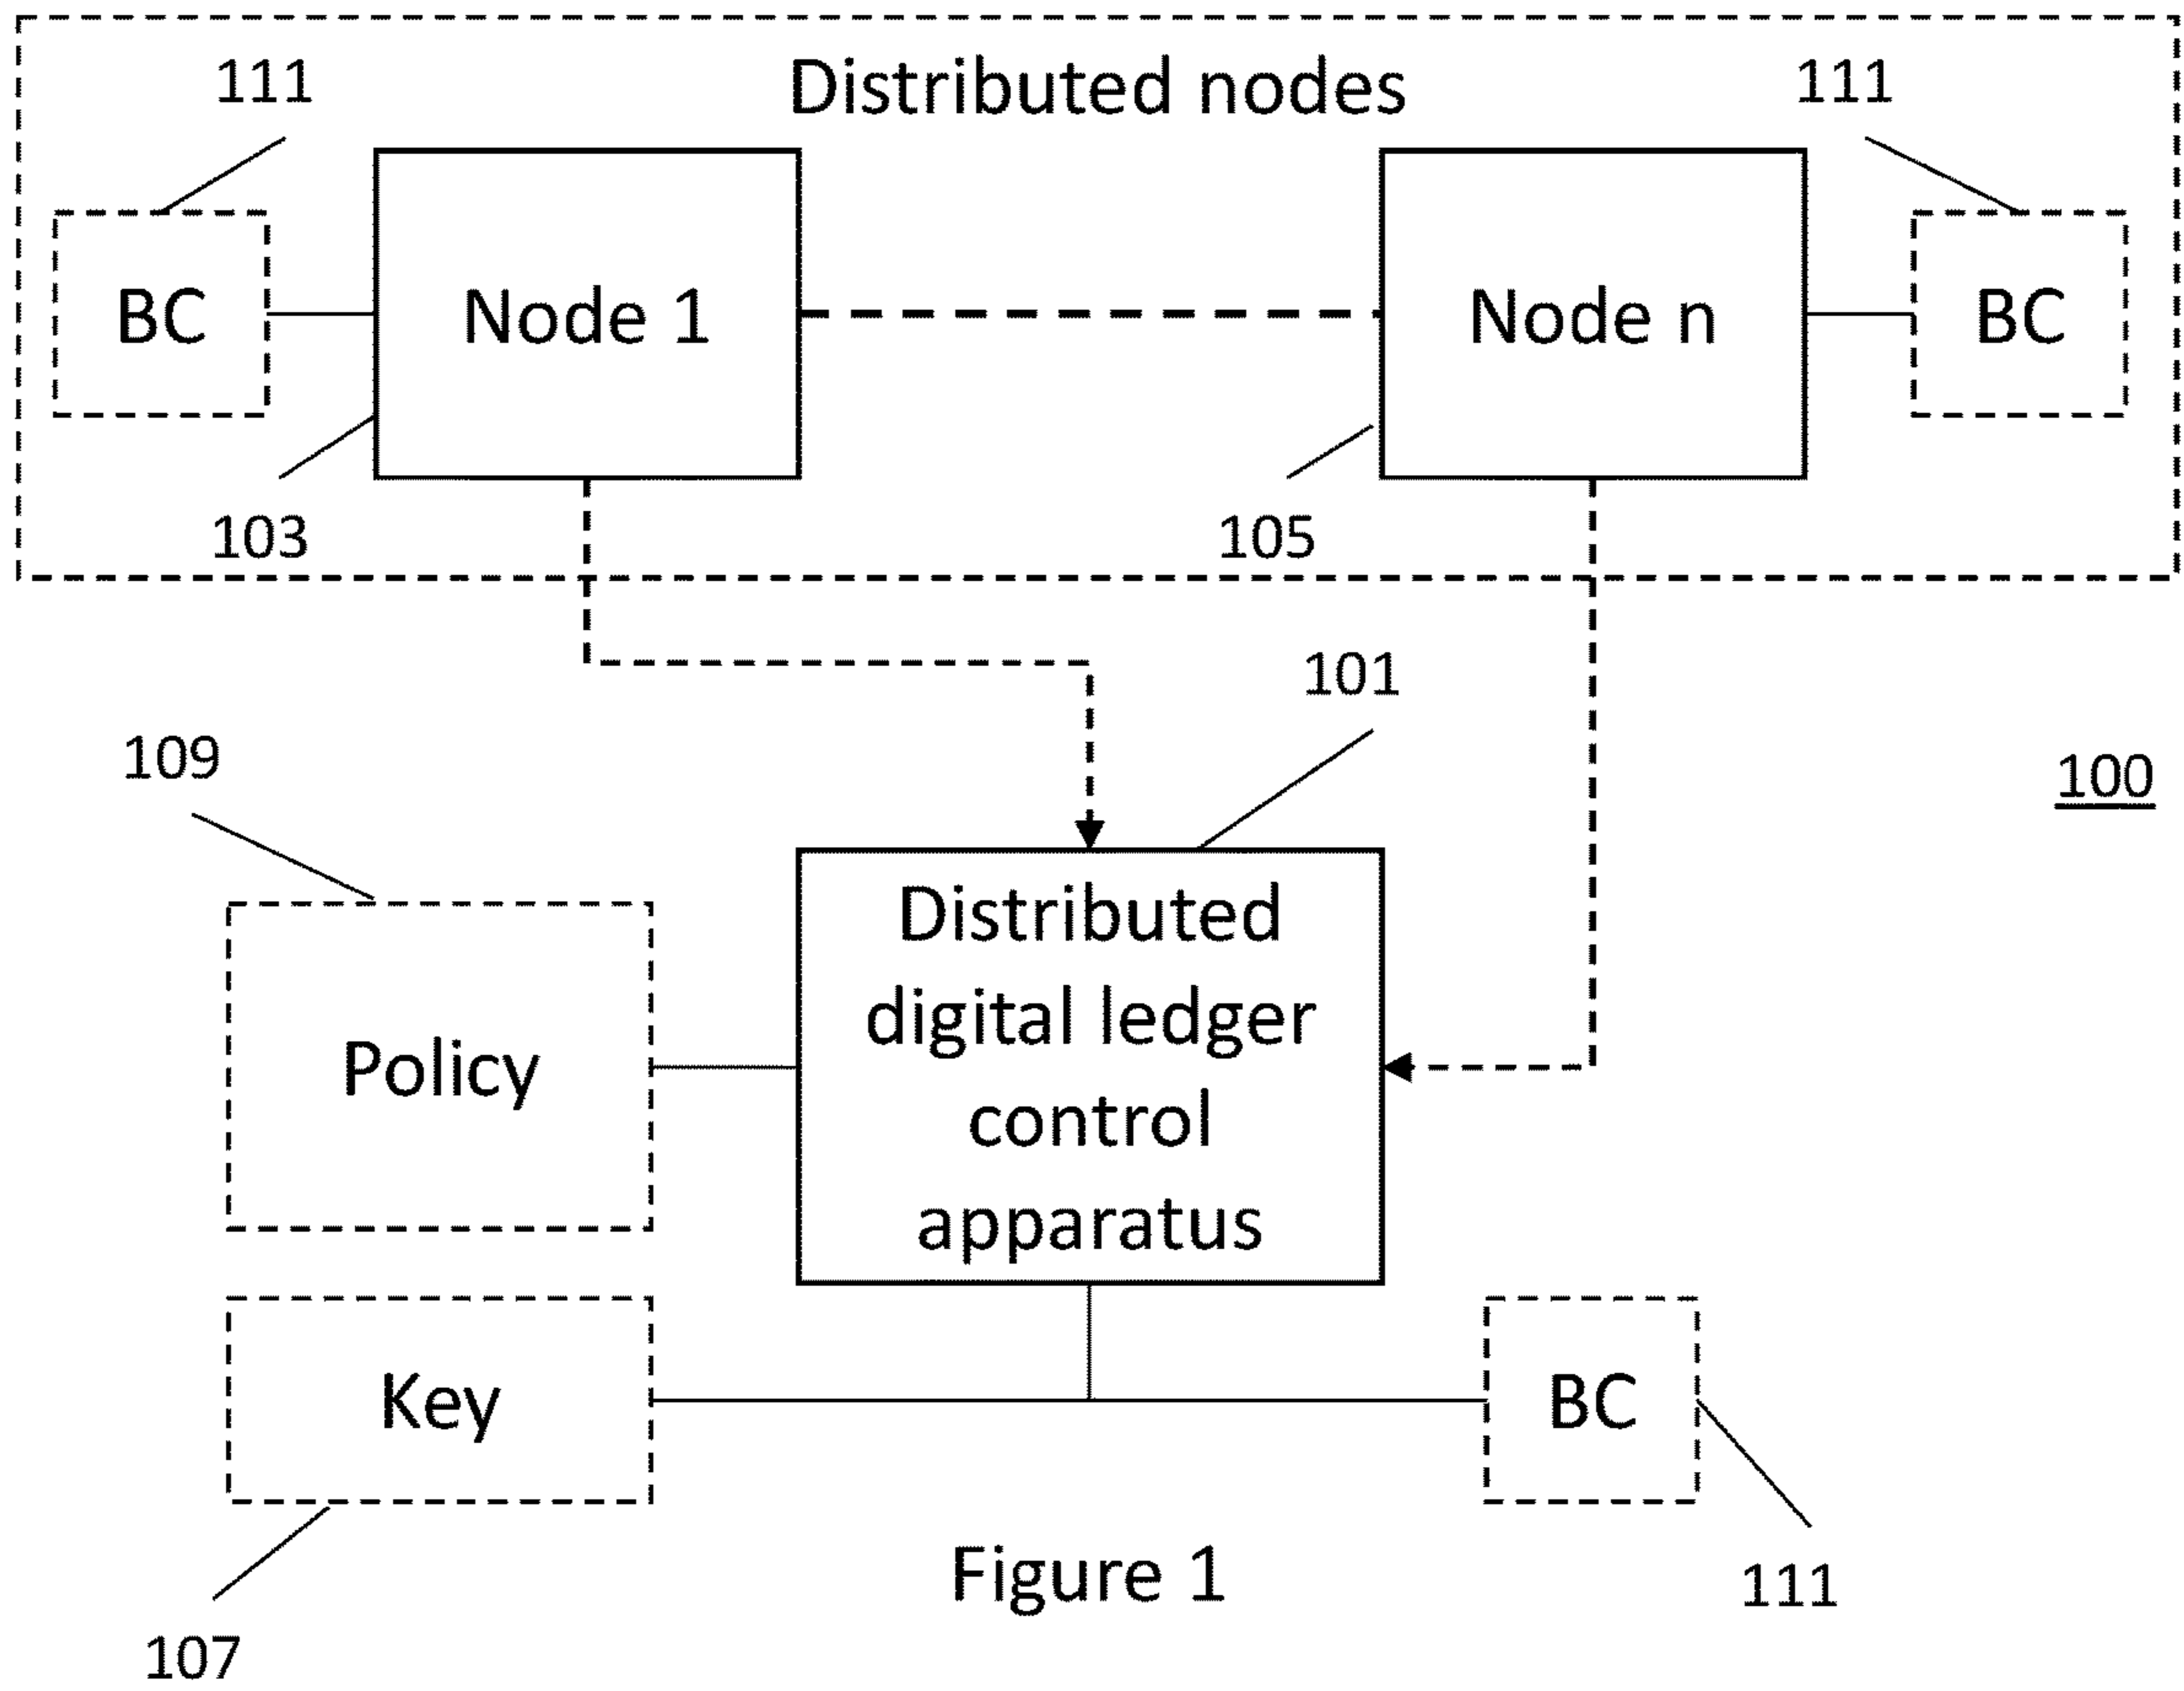 Distributed nodes
111
111
BC
Node 1
Node n
BC
103
105
101
109
100
Distributed
digital ledger
control
apparatus
Policy
Key
BC
Figure 1
111
107